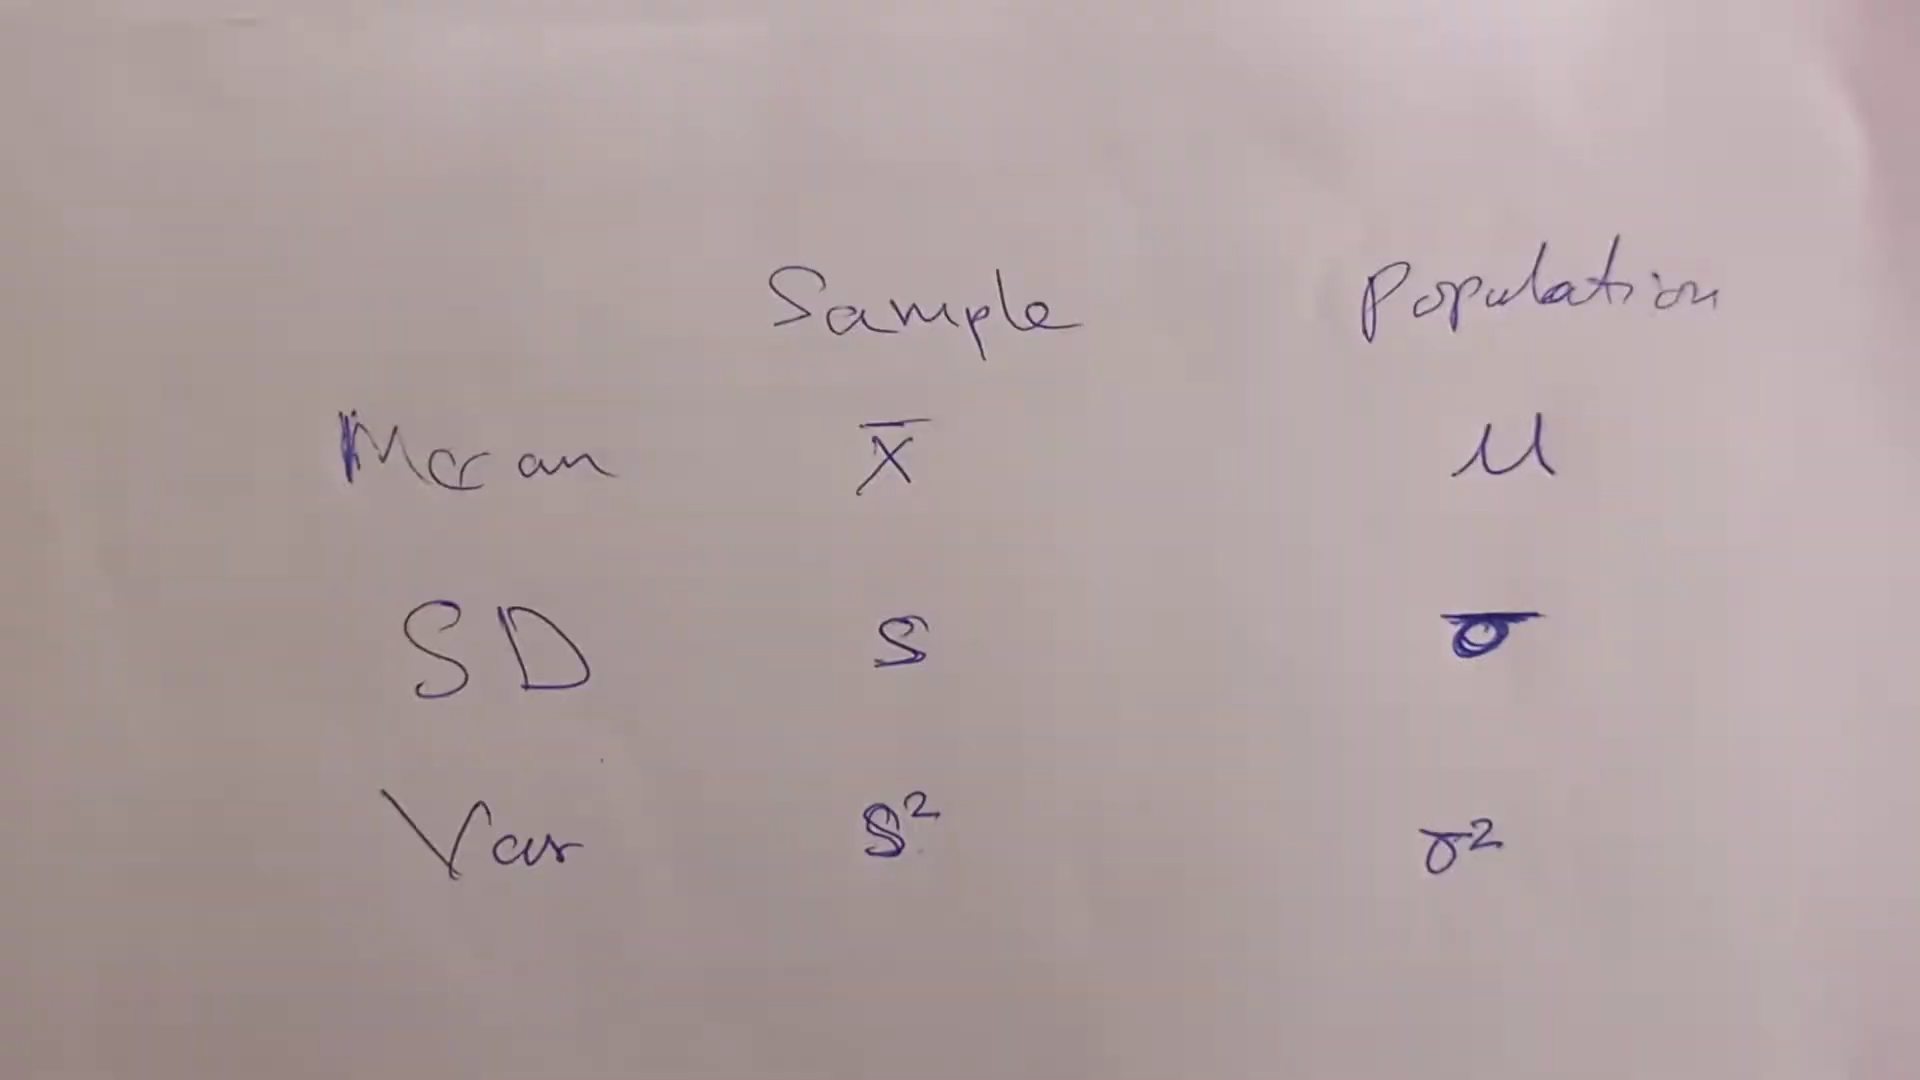 Sample Population
Mean x̄ μ
SD s σ
Var s² σ²